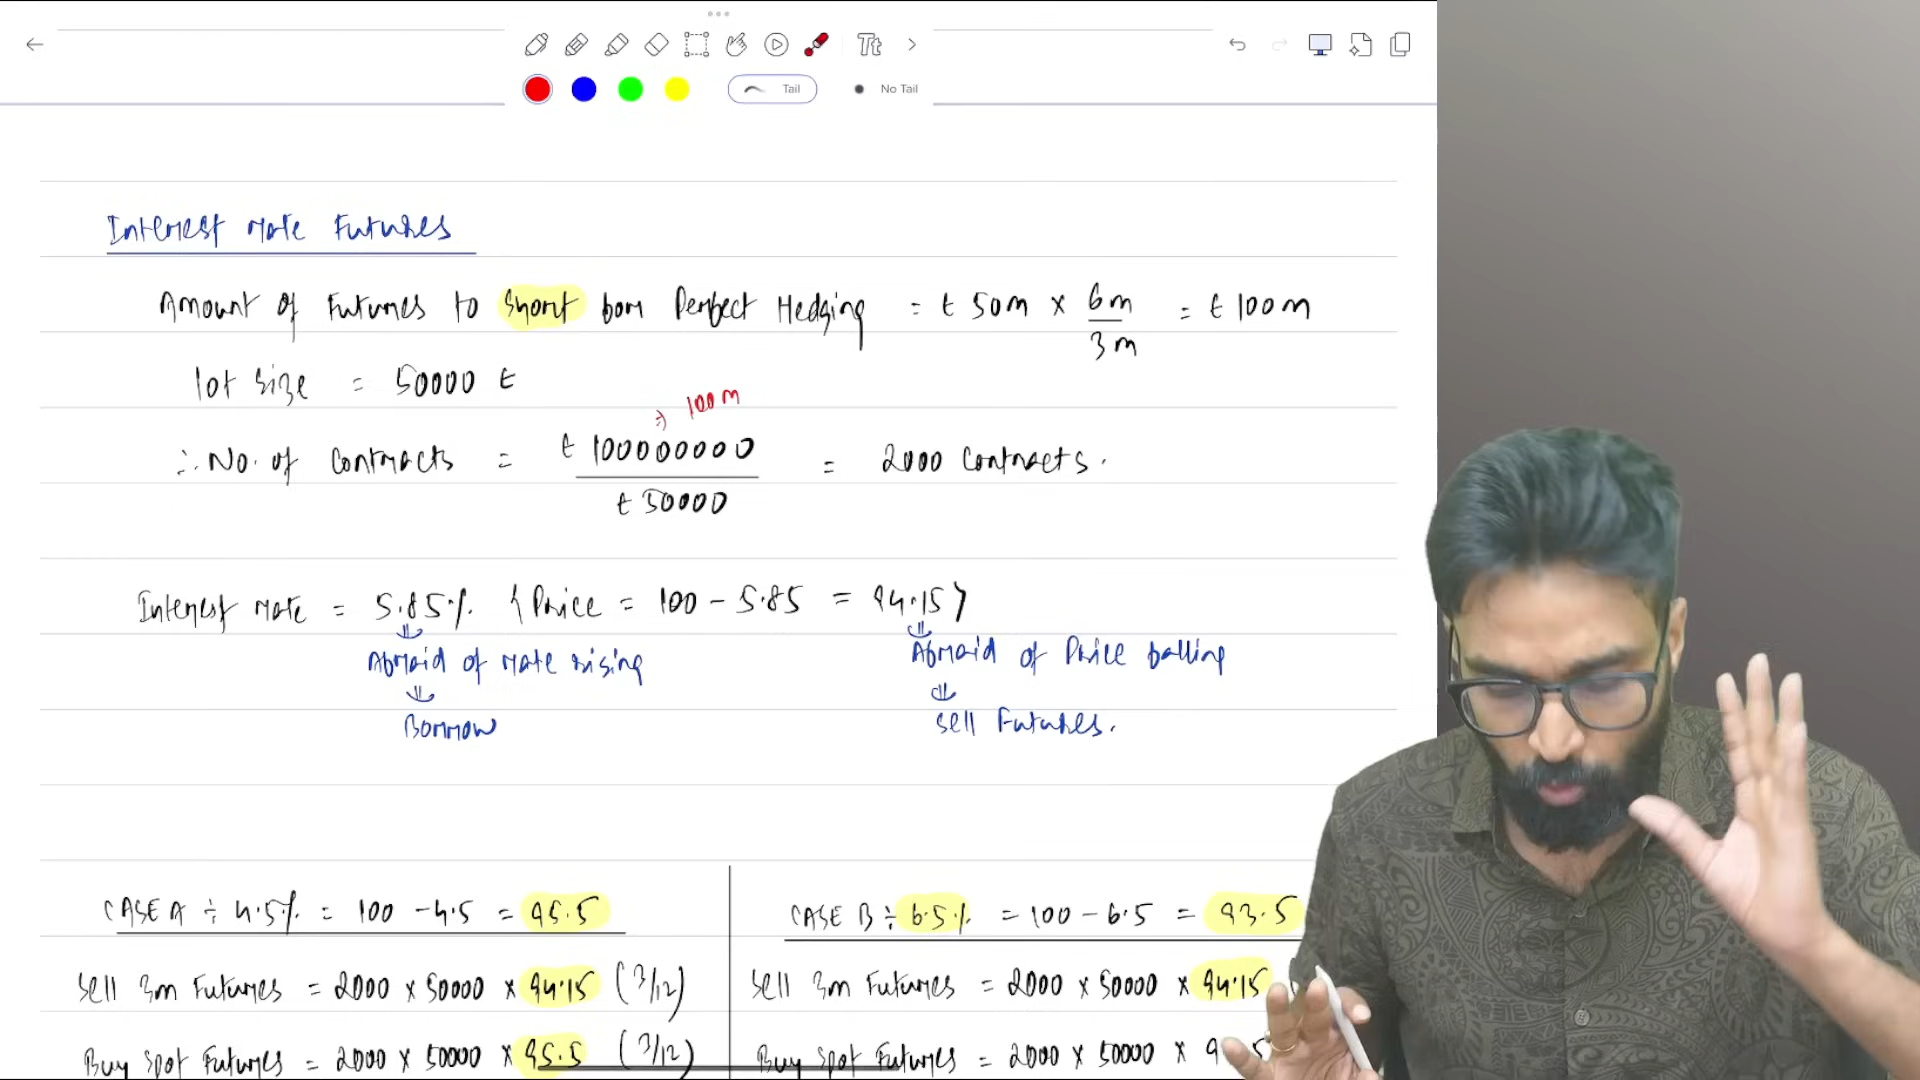 Tt
Tail
No Tail
Interest rate Futures
Amount of Futures to Short for Perfect Hedging = £ 50m × 6m/3m = £ 100m
lot size = 50000 £
⇒ 100m
∴ No. of Contracts = £ 100000000 / £ 50000 = 2000 Contracts.
Interest rate = 5.85% {Price = 100 - 5.85 = 94.15}
Afraid of rate rising
Afraid of Price falling
Borrow
Sell Futures.
CASE A ÷ 4.5% = 100 - 4.5 = 95.5
CASE B ÷ 6.5% = 100 - 6.5 = 93.5
Sell 3m Futures = 2000 × 50000 × 94.15 (3/12)
Sell 3m Futures = 2000 × 50000 × 94.15
Buy Spot Futures = 2000 × 50000 × 95.5 (3/12)
Buy Spot Futures = 2000 × 50000 ×